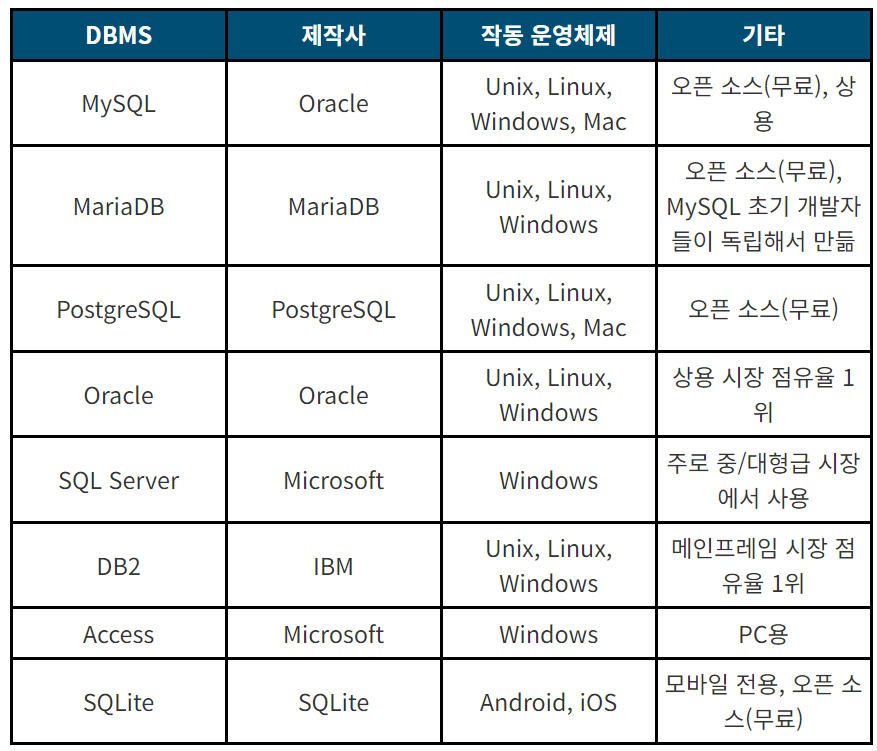 DBMS 제작사 작동 운영체제 기타
MySQL Oracle Unix, Linux, Windows, Mac 오픈 소스(무료), 상용
MariaDB MariaDB Unix, Linux, Windows 오픈 소스(무료), MySQL 초기 개발자들이 독립해서 만듦
PostgreSQL PostgreSQL Unix, Linux, Windows, Mac 오픈 소스(무료)
Oracle Oracle Unix, Linux, Windows 상용 시장 점유율 1위
SQL Server Microsoft Windows 주로 중/대형급 시장에서 사용
DB2 IBM Unix, Linux, Windows 메인프레임 시장 점유율 1위
Access Microsoft Windows PC용
SQLite SQLite Android, iOS 모바일 전용, 오픈 소스(무료)